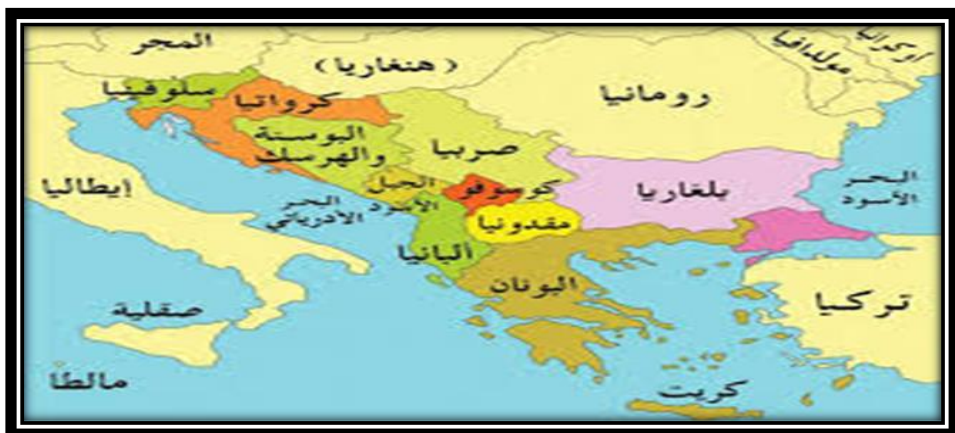 المجر
(هنغاريا)
مولدافيا
أوكرانيا
سلوفينيا
كرواتيا
رومانيا
البوسنة
والهرسك
صربيا
إيطاليا
البحر
الأدرياتي
الجبل
الأسود
كوسوفو
بلغاريا
البحر
الأسود
مقدونيا
ألبانيا
اليونان
تركيا
صقلية
مالطا
كريت